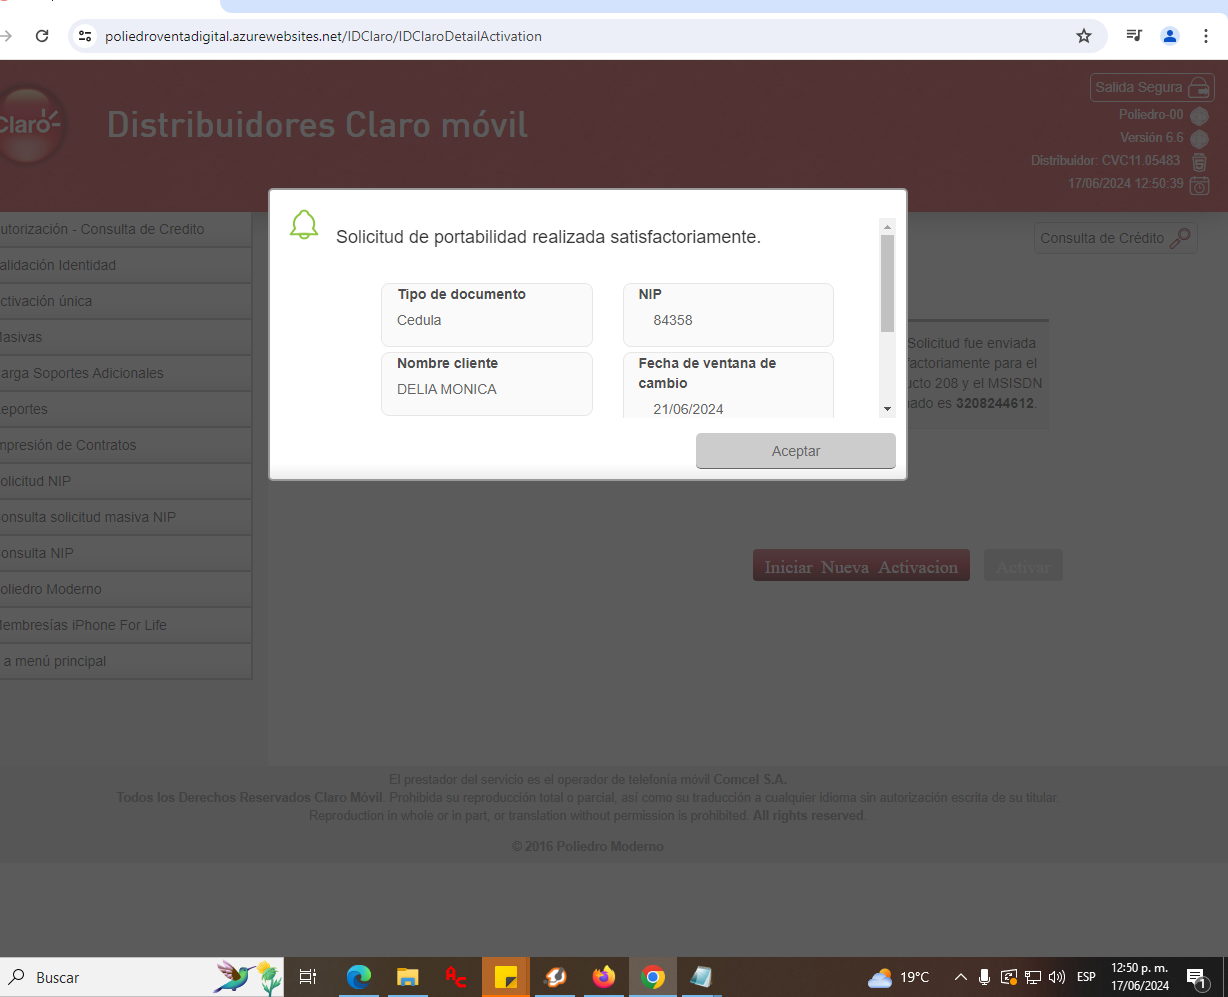 poliedroventadigital.azurewebsites.net/IDClaro/IDClaroDetailActivation
Claro
Distribuidores Claro móvil
Salida Segura
Poliedro-00
Versión 6.6
Distribuidor: CVC11.05483
17/06/2024 12:50:39
utorización - Consulta de Credito
alidación Identidad
ctivación única
asivas
arga Soportes Adicionales
eportes
mpresión de Contratos
olicitud NIP
onsulta solicitud masiva NIP
onsulta NIP
oliedro Moderno
embresías iPhone For Life
a menú principal
Consulta de Crédito
Solicitud de portabilidad realizada satisfactoriamente.
Tipo de documento
Cedula
NIP
84358
Nombre cliente
DELIA MONICA
Fecha de ventana de
cambio
21/06/2024
Aceptar
Solicitud fue enviada
factoriamente para el
ucto 208 y el MSISDN
ado es 3208244612.
Iniciar Nueva Activacion
Activar
El prestador del servicio es el operador de telefonía móvil Comcel S.A.
Todos los Derechos Reservados Claro Móvil. Prohibida su reproducción total o parcial, así como su traducción a cualquier idioma sin autorización escrita de su titular.
Reproduction in whole or in part, or translation without permission is prohibited. All rights reserved.
© 2016 Poliedro Moderno
Buscar
19°C
ESP
12:50 p. m.
17/06/2024
1